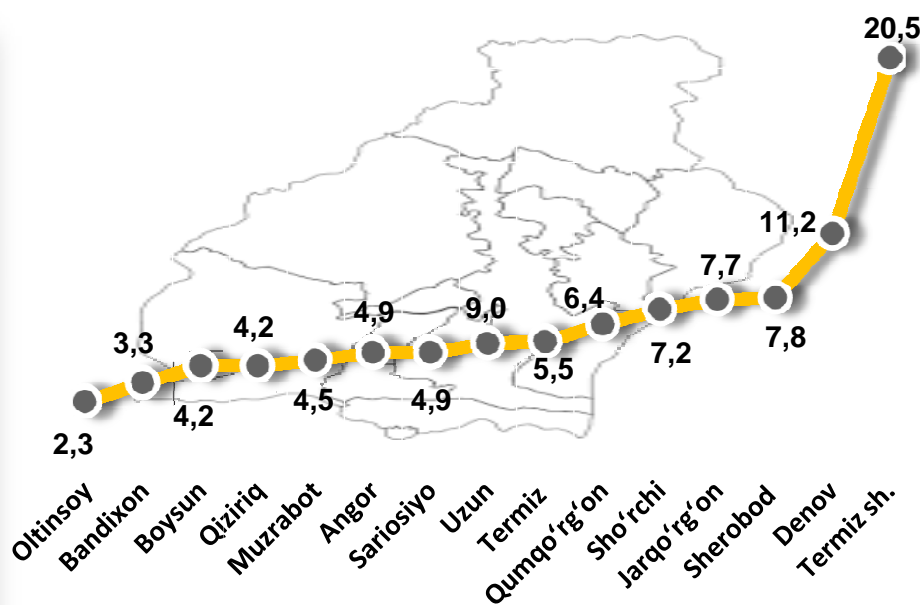 20,5
11,2
7,7
7,8
6,4
7,2
9,0
5,5
4,9
4,9
4,2
4,5
3,3
4,2
2,3
Oltinsoy
Bandixon
Boysun
Qiziriq
Muzrabot
Angor
Sariosiyo
Uzun
Termiz
Qumqo‘rg‘on
Sho‘rchi
Jarqo‘rg‘on
Sherobod
Denov
Termiz sh.